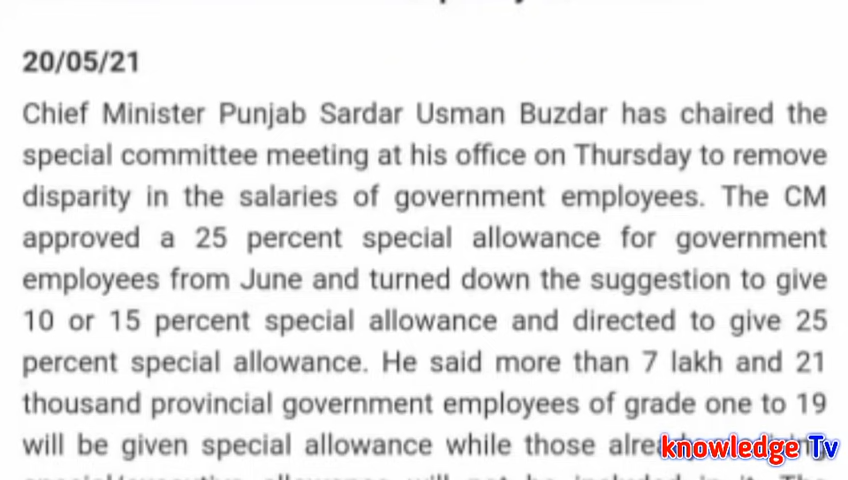 20/05/21
Chief Minister Punjab Sardar Usman Buzdar has chaired the
special committee meeting at his office on Thursday to remove
disparity in the salaries of government employees. The CM
approved a 25 percent special allowance for government
employees from June and turned down the suggestion to give
10 or 15 percent special allowance and directed to give 25
percent special allowance. He said more than 7 lakh and 21
thousand provincial government employees of grade one to 19
will be given special allowance while those
knowledge Tv